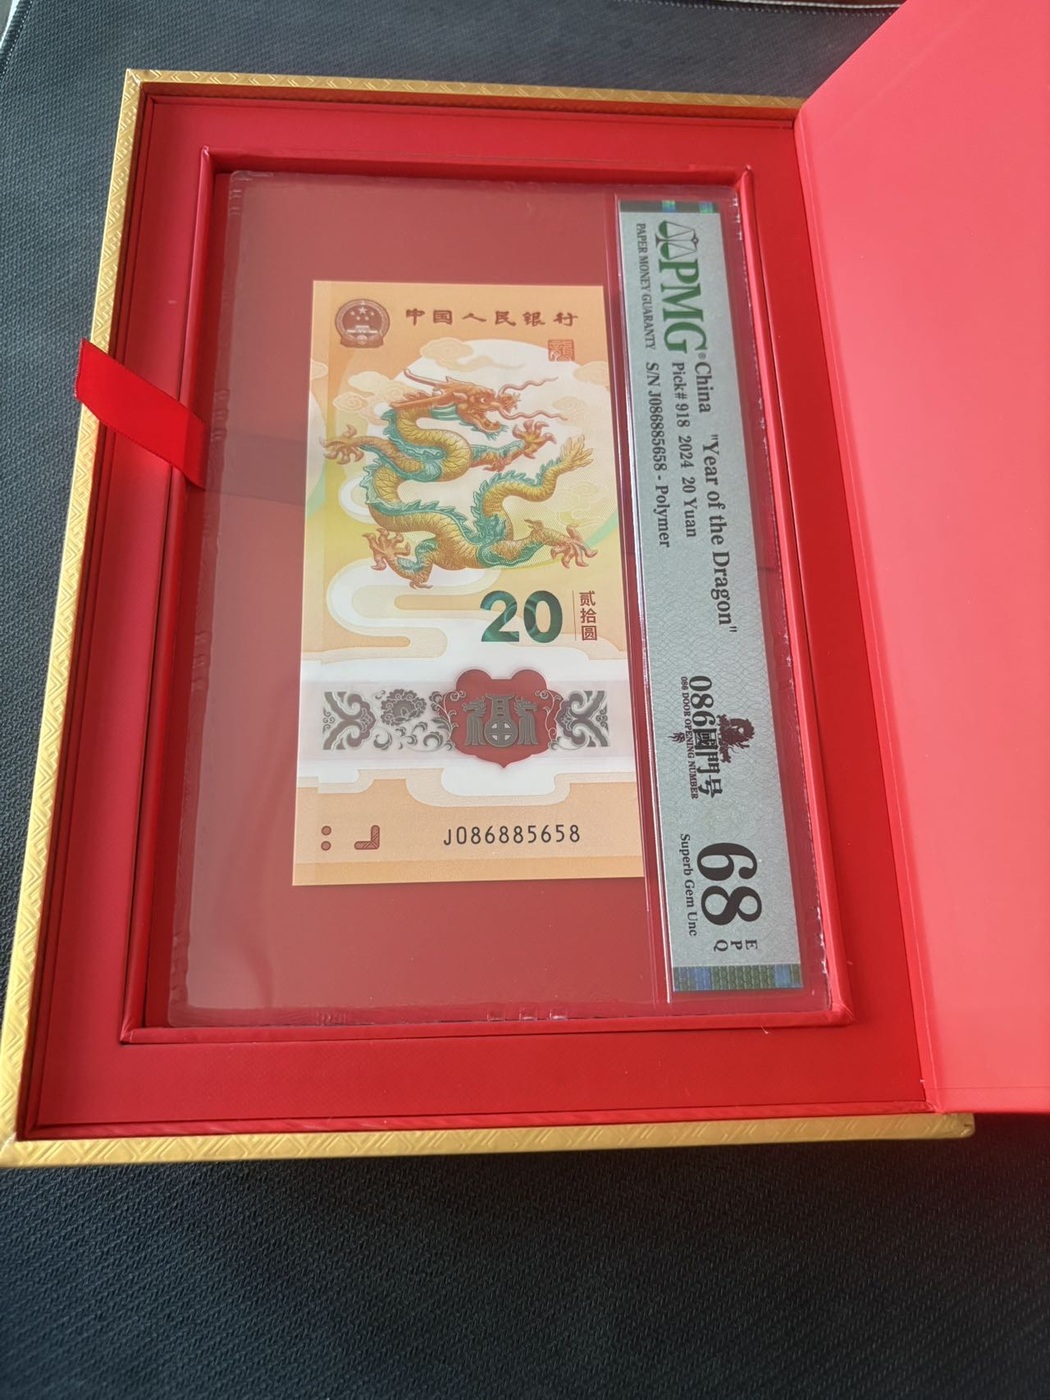 中国人民银行
20
贰拾圆
J086885658
PMG
PAPER MONEY GUARANTY
China "Year of the Dragon"
Pick# 918 2024 20 Yuan
S/N J086885658 - Polymer
086國門号
086 DOOR OPENING NUMBER
68
EPQ
Superb Gem Unc